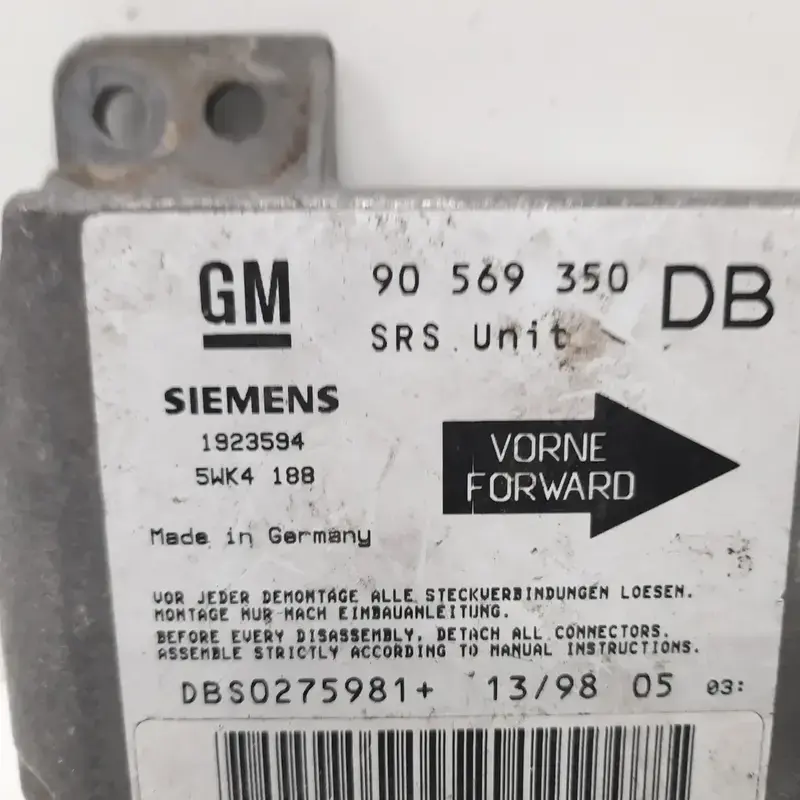 GM 90 569 350 DB
SRS Unit
SIEMENS
1923594
5WK4 188
VORNE
FORWARD
Made in Germany
VOR JEDER DEMONTAGE ALLE STECKVERBINDUNGEN LOESEN.
MONTAGE NUR NACH EINBAUANLEITUNG.
BEFORE EVERY DISASSEMBLY, DETACH ALL CONNECTORS.
ASSEMBLE STRICTLY ACCORDING TO MANUAL INSTRUCTIONS.
DBS0275981+ 13/98 05 03: